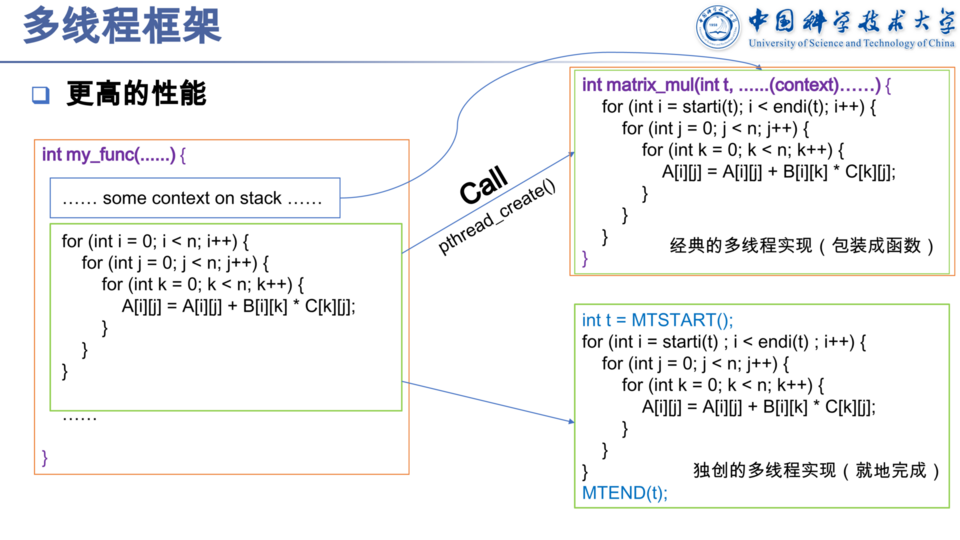 多线程框架
中国科学技术大学
University of Science and Technology of China
❑ 更高的性能
int my_func(......) {
…… some context on stack ……
for (int i = 0; i < n; i++) {
for (int j = 0; j < n; j++) {
for (int k = 0; k < n; k++) {
A[i][j] = A[i][j] + B[i][k] * C[k][j];
}
}
}
……
}
Call
pthread_create()
int matrix_mul(int t, ......(context)……) {
for (int i = starti(t); i < endi(t); i++) {
for (int j = 0; j < n; j++) {
for (int k = 0; k < n; k++) {
A[i][j] = A[i][j] + B[i][k] * C[k][j];
}
}
}
经典的多线程实现（包装成函数）
}
int t = MTSTART();
for (int i = starti(t) ; i < endi(t) ; i++) {
for (int j = 0; j < n; j++) {
for (int k = 0; k < n; k++) {
A[i][j] = A[i][j] + B[i][k] * C[k][j];
}
}
}
独创的多线程实现（就地完成）
MTEND(t);